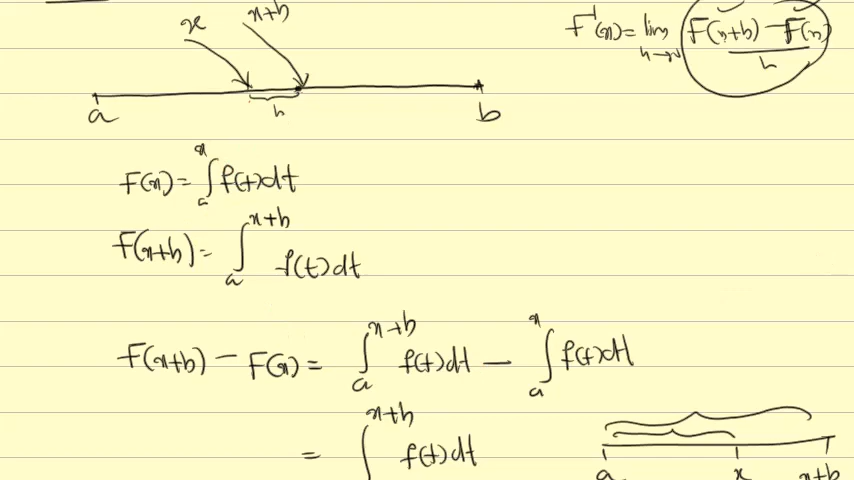 x x+h
F'(x) = lim h→0 (F(x+h) - F(x))/h
a h b
F(x) = ∫_a^x f(t)dt
F(x+h) = ∫_a^{x+h} f(t)dt
F(x+h) - F(x) = ∫_a^{x+h} f(t)dt - ∫_a^x f(t)dt
= ∫^{x+h} f(t)dt
a x x+h